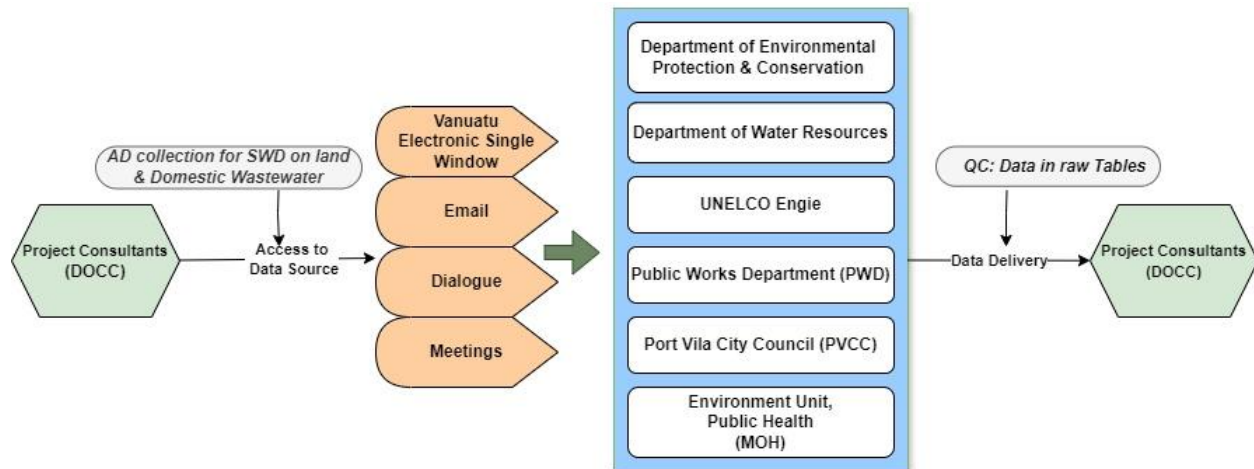 AD collection for SWD on land
& Domestic Wastewater
Project Consultants
(DOCC)
Access to
Data Source
Vanuatu
Electronic Single
Window
Email
Dialogue
Meetings
Department of Environmental
Protection & Conservation
Department of Water Resources
UNELCO Engie
Public Works Department (PWD)
Port Vila City Council (PVCC)
Environment Unit,
Public Health
(MOH)
QC: Data in raw Tables
Data Delivery
Project Consultants
(DOCC)